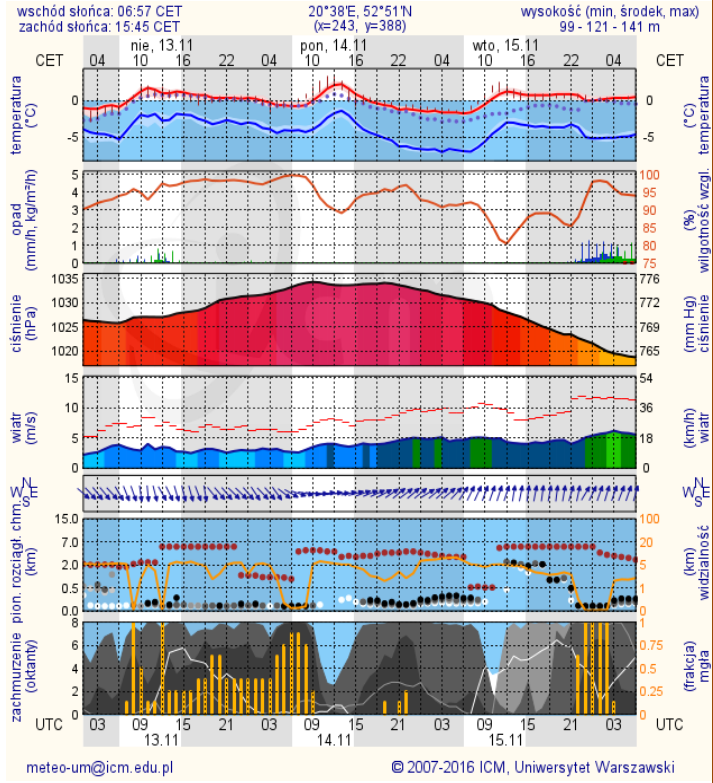 wschód słońca: 06:57 CET 20°38'E, 52°51'N wysokość (min, środek, max)
zachód słońca: 15:45 CET (x=243, y=388) 99 - 121 - 141 m
nie, 13.11 pon, 14.11 wto, 15.11
CET 04 10 16 22 04 10 16 22 04 10 16 22 04 CET
temperatura (°C)
0
-5
0
-5
(°C) temperatura
opad (mm/h, kg/m²/h)
5
4
3
2
1
0
100
95
90
85
80
75
(%) wilgotność wzgl.
ciśnienie (hPa)
1035
1030
1025
1020
776
772
769
765
(mm Hg) ciśnienie
wiatr (m/s)
15
10
5
0
54
36
18
0
(km/h) wiatr
N
W E
S
N
W E
S
pion. rozciągł. chm. (km)
15.0
7.0
2.0
0.5
0.0
100
20
5
1
0
(km) widzialność
zachmurzenie (oktanty)
8
6
4
2
0
1
0.75
0.5
0.25
0
(frakcja) mgła
UTC 03 09 15 21 03 09 15 21 03 09 15 21 03 UTC
13.11 14.11 15.11
meteo-um@icm.edu.pl © 2007-2016 ICM, Uniwersytet Warszawski